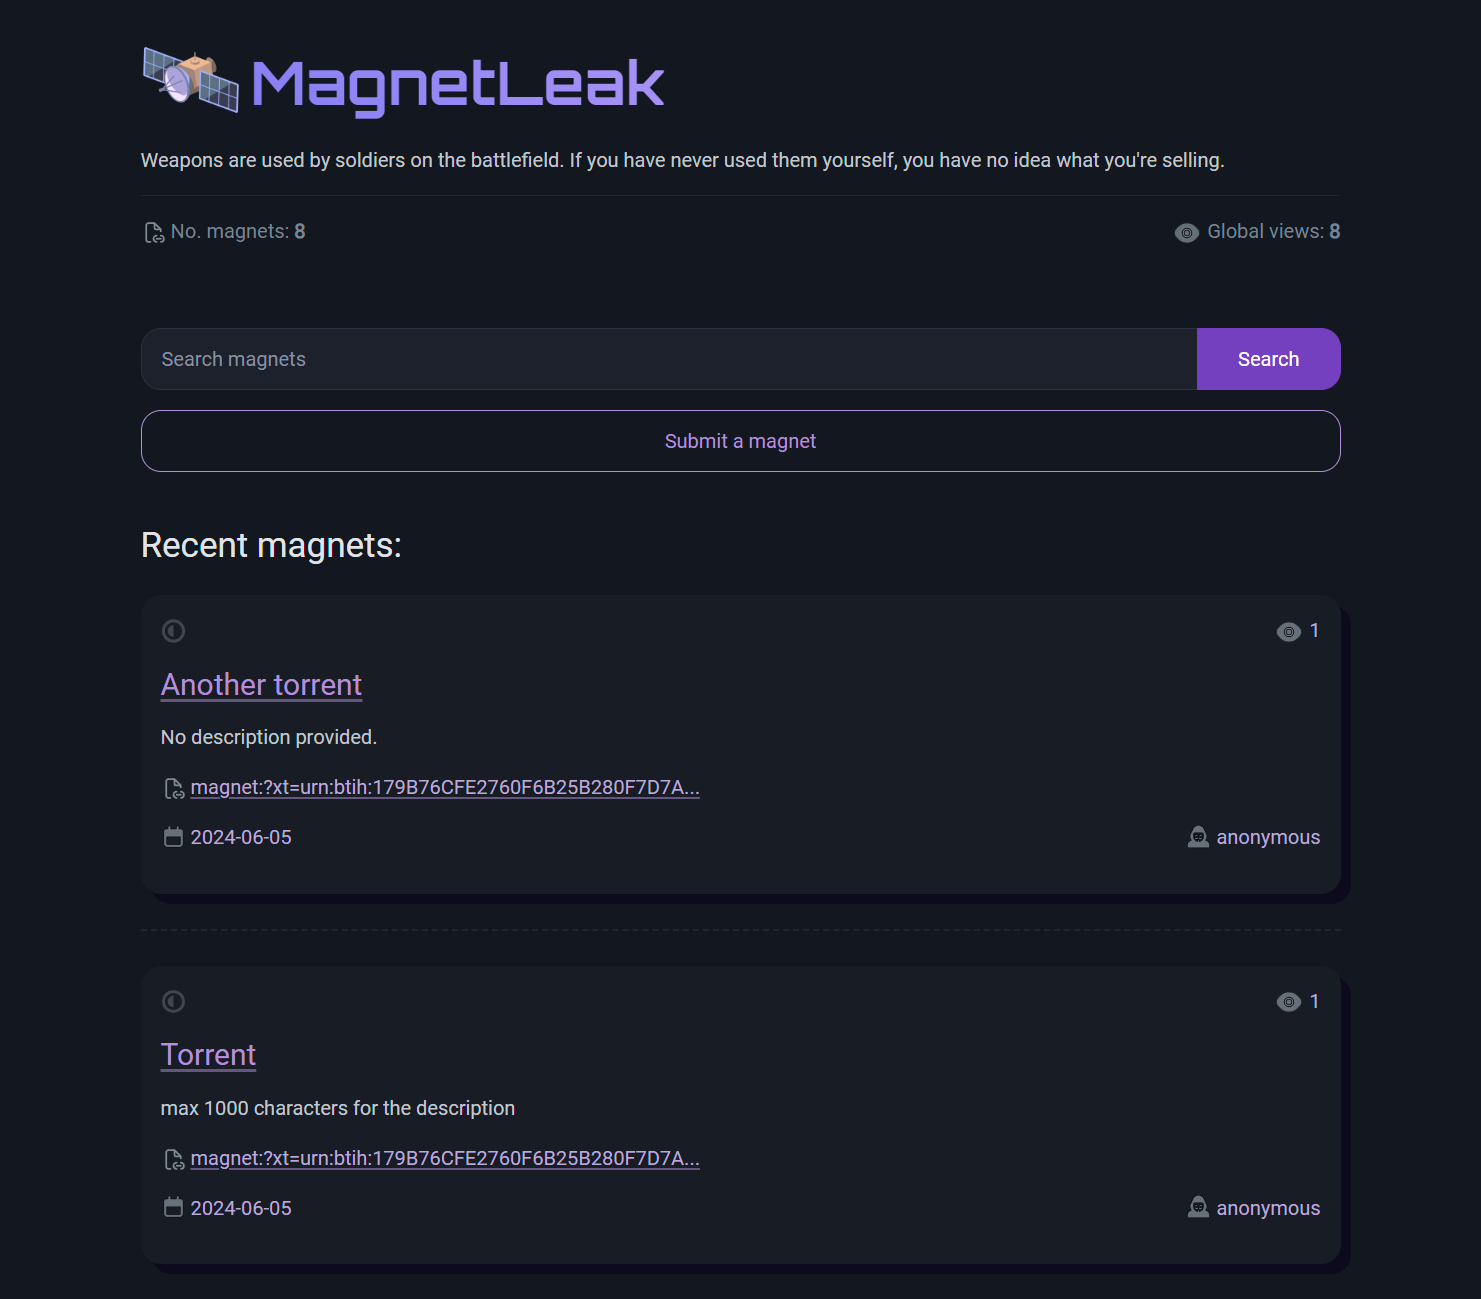 MagnetLeak
Weapons are used by soldiers on the battlefield. If you have never used them yourself, you have no idea what you're selling.
No. magnets: 8
Global views: 8
Search magnets
Search
Submit a magnet
Recent magnets:
1
Another torrent
No description provided.
magnet:?xt=urn:btih:179B76CFE2760F6B25B280F7D7A...
2024-06-05
anonymous
1
Torrent
max 1000 characters for the description
magnet:?xt=urn:btih:179B76CFE2760F6B25B280F7D7A...
2024-06-05
anonymous